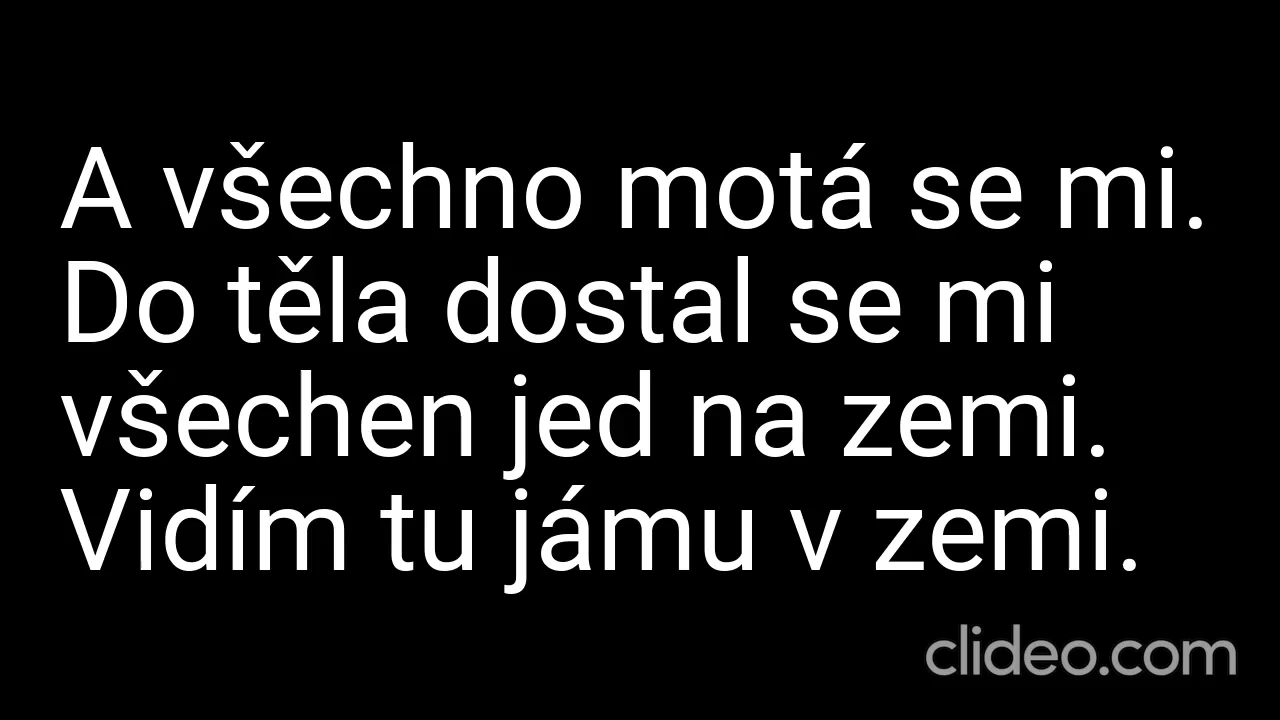 A všechno motá se mi.
Do těla dostal se mi
všechen jed na zemi.
Vidím tu jámu v zemi.
clideo.com